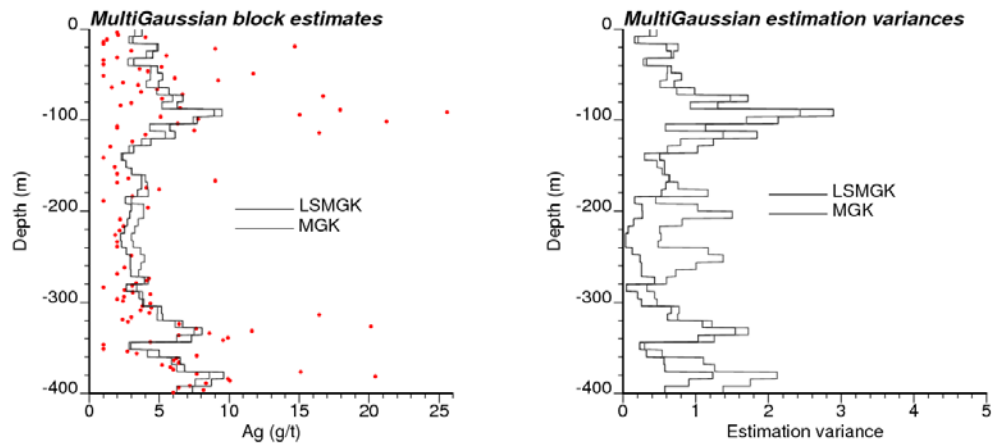 MultiGaussian block estimates
0
-100
-200
-300
-400
Depth (m)
LSMGK
MGK
0
5
10
15
20
25
Ag (g/t)
MultiGaussian estimation variances
0
-100
-200
-300
-400
Depth (m)
LSMGK
MGK
0
1
2
3
4
5
Estimation variance